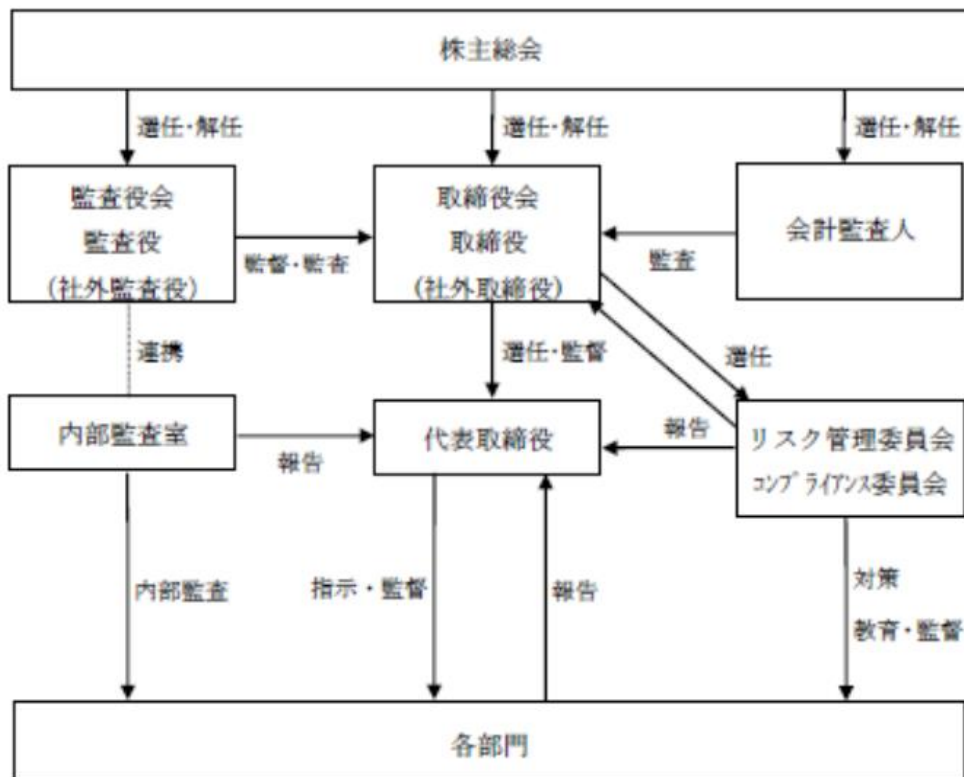 株主総会
選任・解任
選任・解任
選任・解任
監査役会
監査役
(社外監査役)
監督・監査
取締役会
取締役
(社外取締役)
監査
会計監査人
連携
選任・監督
選任
内部監査室
報告
代表取締役
報告
リスク管理委員会
ｺﾝﾌﾟﾗｲｱﾝｽ委員会
内部監査
指示・監督
報告
対策
教育・監督
各部門